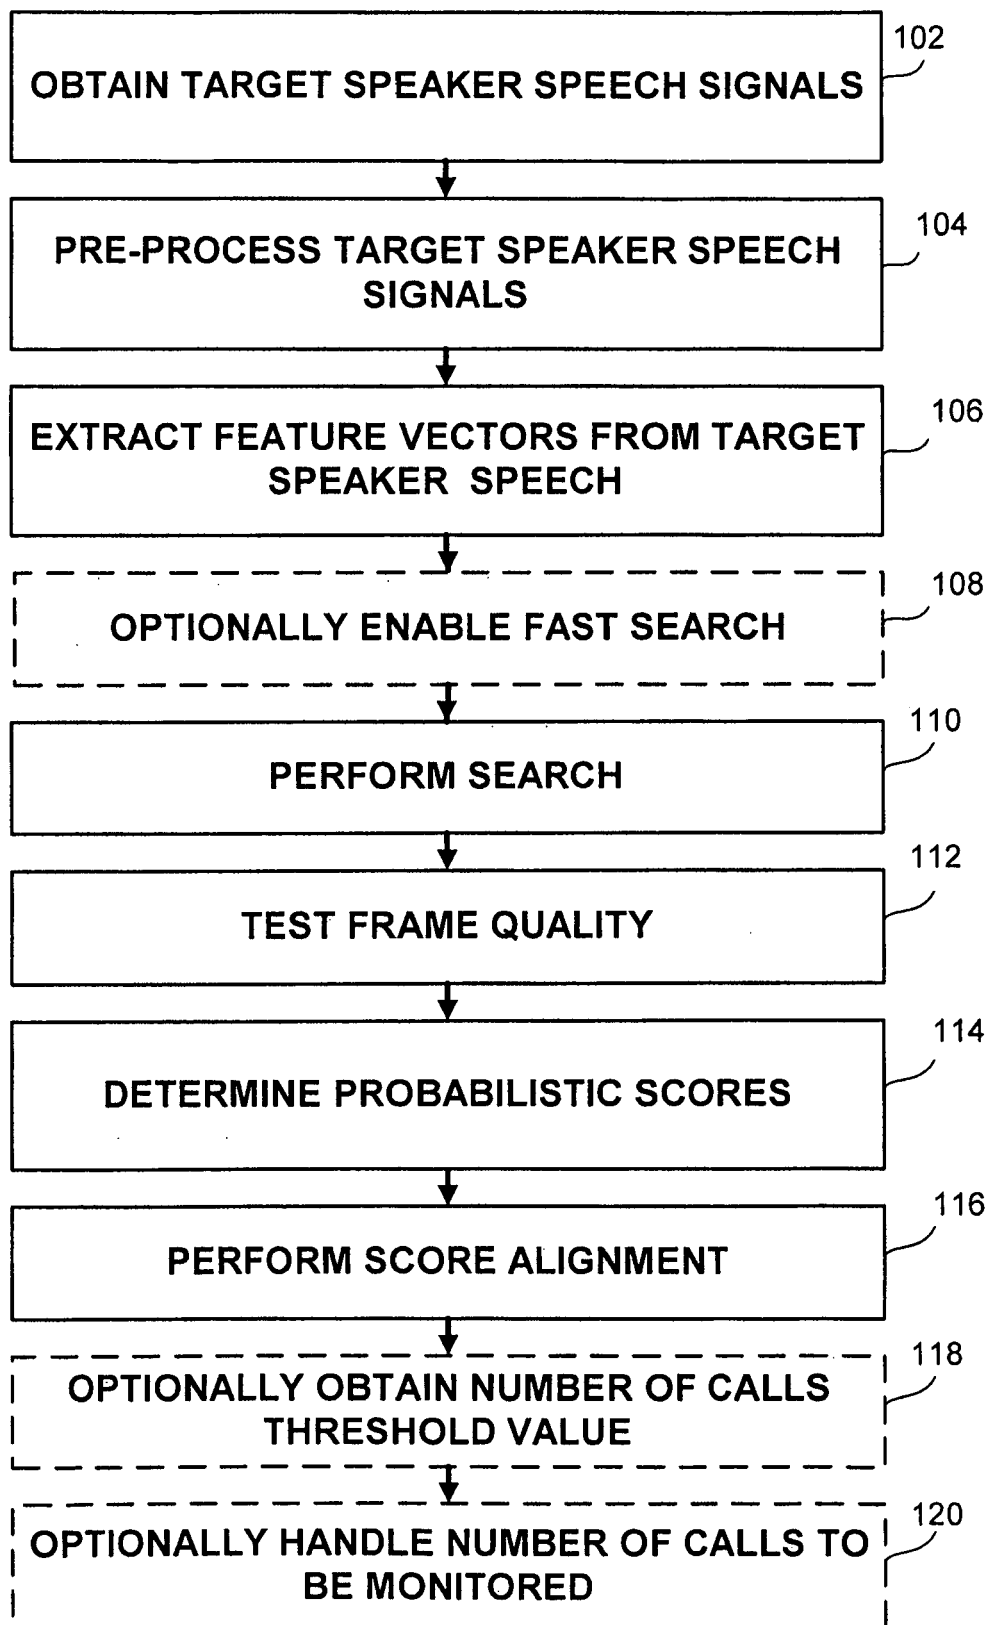 102
OBTAIN TARGET SPEAKER SPEECH SIGNALS
104
PRE-PROCESS TARGET SPEAKER SPEECH
SIGNALS
106
EXTRACT FEATURE VECTORS FROM TARGET
SPEAKER SPEECH
108
OPTIONALLY ENABLE FAST SEARCH
110
PERFORM SEARCH
112
TEST FRAME QUALITY
114
DETERMINE PROBABILISTIC SCORES
116
PERFORM SCORE ALIGNMENT
118
OPTIONALLY OBTAIN NUMBER OF CALLS
THRESHOLD VALUE
120
OPTIONALLY HANDLE NUMBER OF CALLS TO
BE MONITORED